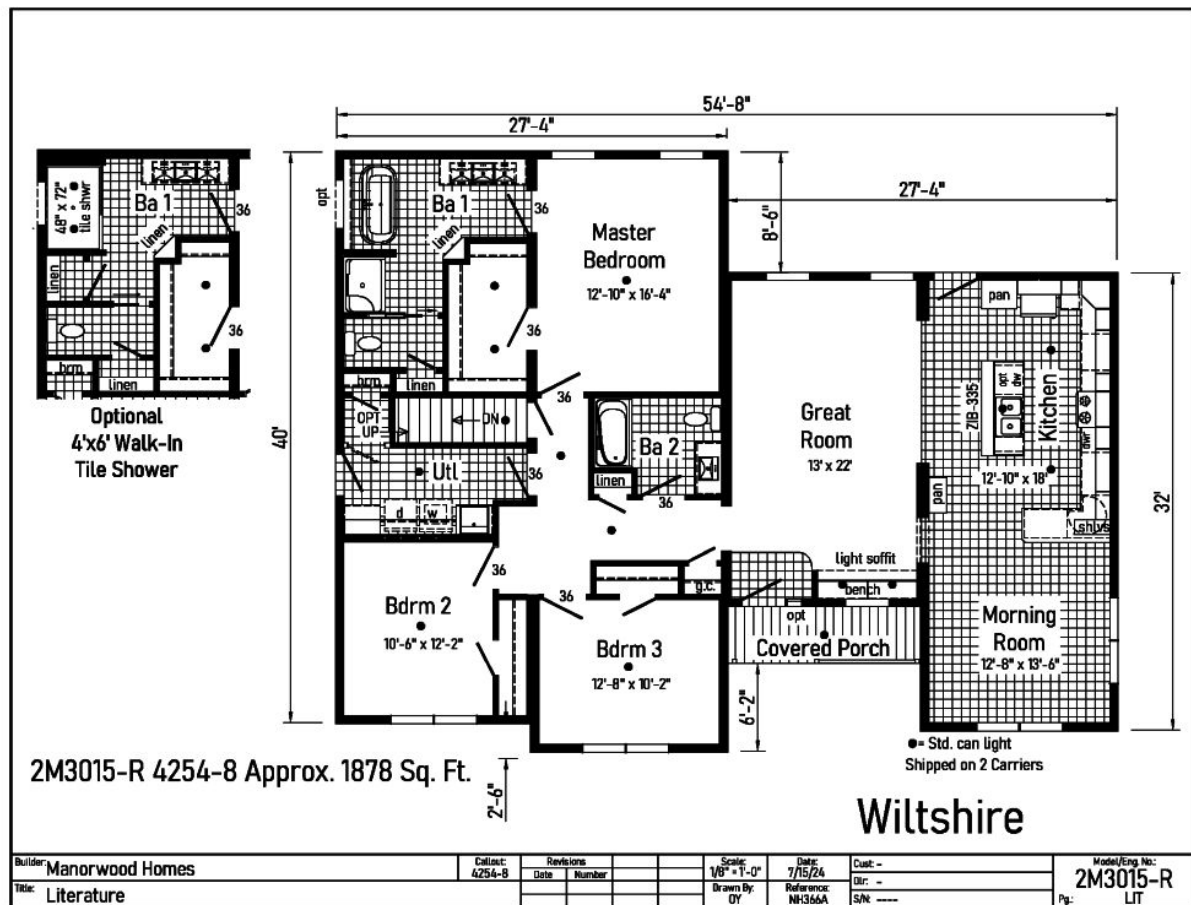 54'-8"
27'-4"
27'-4"
8'-6"
40'
32'
48" x 72"
tile shwr
Ba 1
36
linen
linen
36
brm
linen
Optional
4'x6' Walk-In
Tile Shower
opt
Ba 1
36
linen
36
Master
Bedroom
12'-10" x 16'-4"
brm
linen
OPT
UP
DN
36
Utl
36
d
w
Ba 2
linen
36
Great
Room
13' x 22'
pan
opt
dw
ZIB-335
Kitchen
12'-10" x 18'
dwr
pan
shlvs
light soffit
bench
g.c.
opt
Covered Porch
Morning
Room
12'-8" x 13'-6"
36
Bdrm 2
10'-6" x 12'-2"
36
Bdrm 3
12'-8" x 10'-2"
6'-2"
2'-6"
●= Std. can light
Shipped on 2 Carriers
2M3015-R 4254-8 Approx. 1878 Sq. Ft.
Wiltshire
Builder: Manorwood Homes
Title: Literature
Callout:
4254-8
Revisions
Date Number
Scale:
1/8" = 1'-0"
Drawn By:
OY
Date:
7/15/24
Reference:
NH366A
Cust: -
Dlr: -
S/N: ----
Model/Eng. No.:
2M3015-R
Pg.: LIT